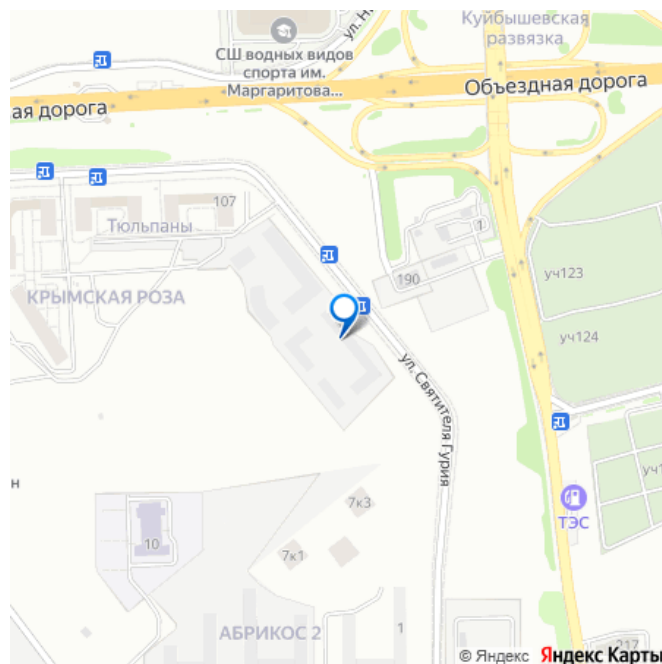 Куйбышевская
развязка
ул. Н
СШ водных видов
спорта им.
Маргаритова...
Объездная дорога
ая дорога
107
Тюльпаны
1
190
уч123
КРЫМСКАЯ РОЗА
уч124
ул. Святителя Гурия
н
уч1
7к3
ТЭС
10
7к1
АБРИКОС 2
1
217
© Яндекс Яндекс Карты